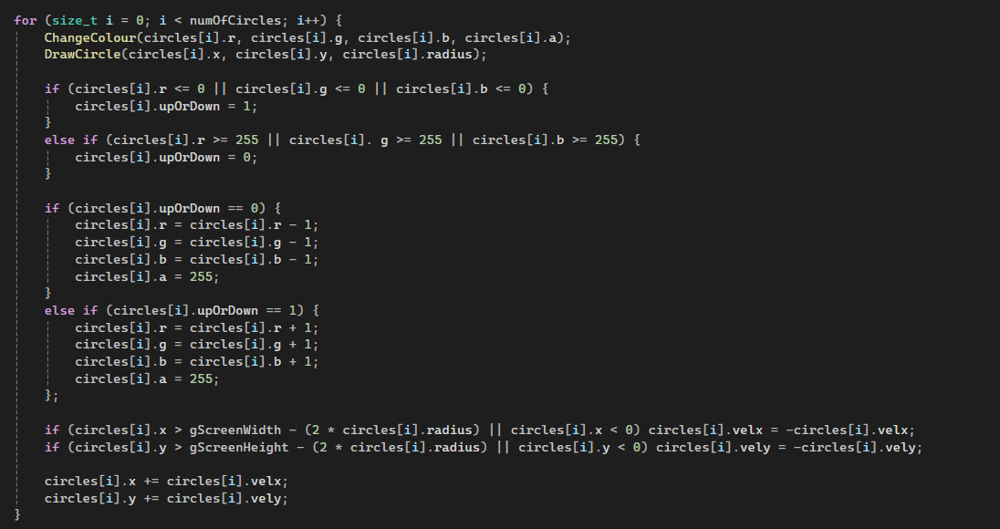 for (size_t i = 0; i < numOfCircles; i++) {
    ChangeColour(circles[i].r, circles[i].g, circles[i].b, circles[i].a);
    DrawCircle(circles[i].x, circles[i].y, circles[i].radius);

    if (circles[i].r <= 0 || circles[i].g <= 0 || circles[i].b <= 0) {
        circles[i].upOrDown = 1;
    }
    else if (circles[i].r >= 255 || circles[i]. g >= 255 || circles[i].b >= 255) {
        circles[i].upOrDown = 0;
    }

    if (circles[i].upOrDown == 0) {
        circles[i].r = circles[i].r - 1;
        circles[i].g = circles[i].g - 1;
        circles[i].b = circles[i].b - 1;
        circles[i].a = 255;
    }
    else if (circles[i].upOrDown == 1) {
        circles[i].r = circles[i].r + 1;
        circles[i].g = circles[i].g + 1;
        circles[i].b = circles[i].b + 1;
        circles[i].a = 255;
    };

    if (circles[i].x > gScreenWidth - (2 * circles[i].radius) || circles[i].x < 0) circles[i].velx = -circles[i].velx;
    if (circles[i].y > gScreenHeight - (2 * circles[i].radius) || circles[i].y < 0) circles[i].vely = -circles[i].vely;

    circles[i].x += circles[i].velx;
    circles[i].y += circles[i].vely;
}